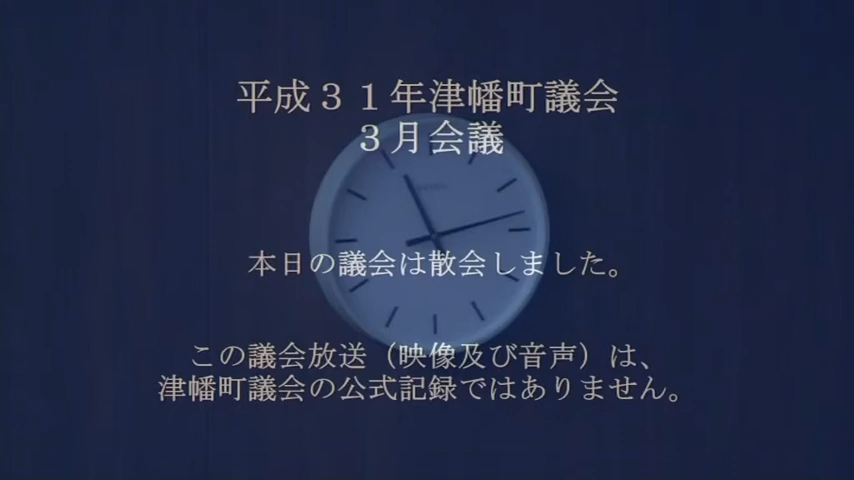 平成３１年津幡町議会
３月会議
本日の議会は散会しました。
この議会放送（映像及び音声）は、
津幡町議会の公式記録ではありません。